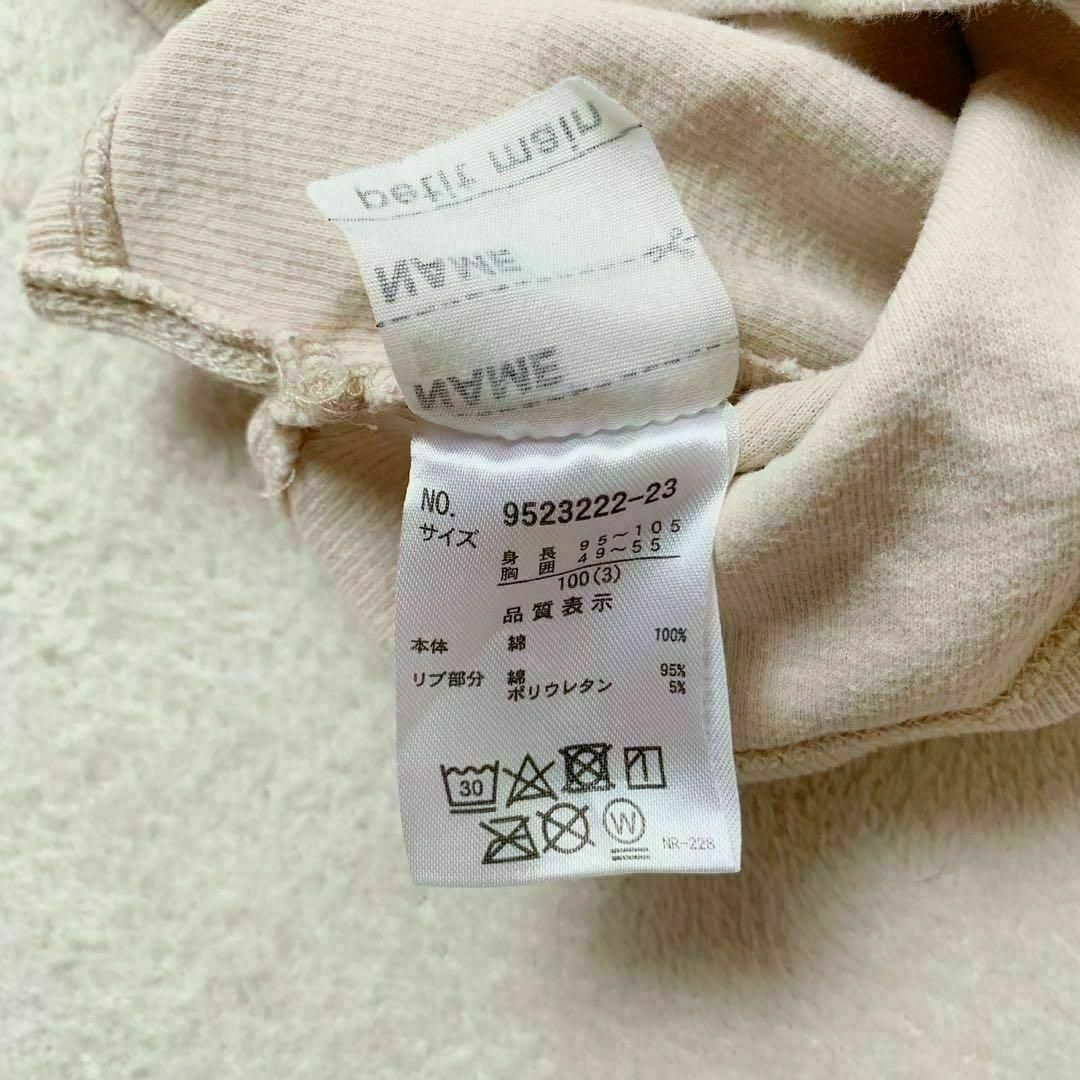 petit main
NAME
NAME
NO. 9523222-23
サイズ
身長 95~105
胸囲 49~55
100(3)
品質表示
本体 綿 100%
リブ部分 綿 95%
ポリウレタン 5%
30
W
NR-228